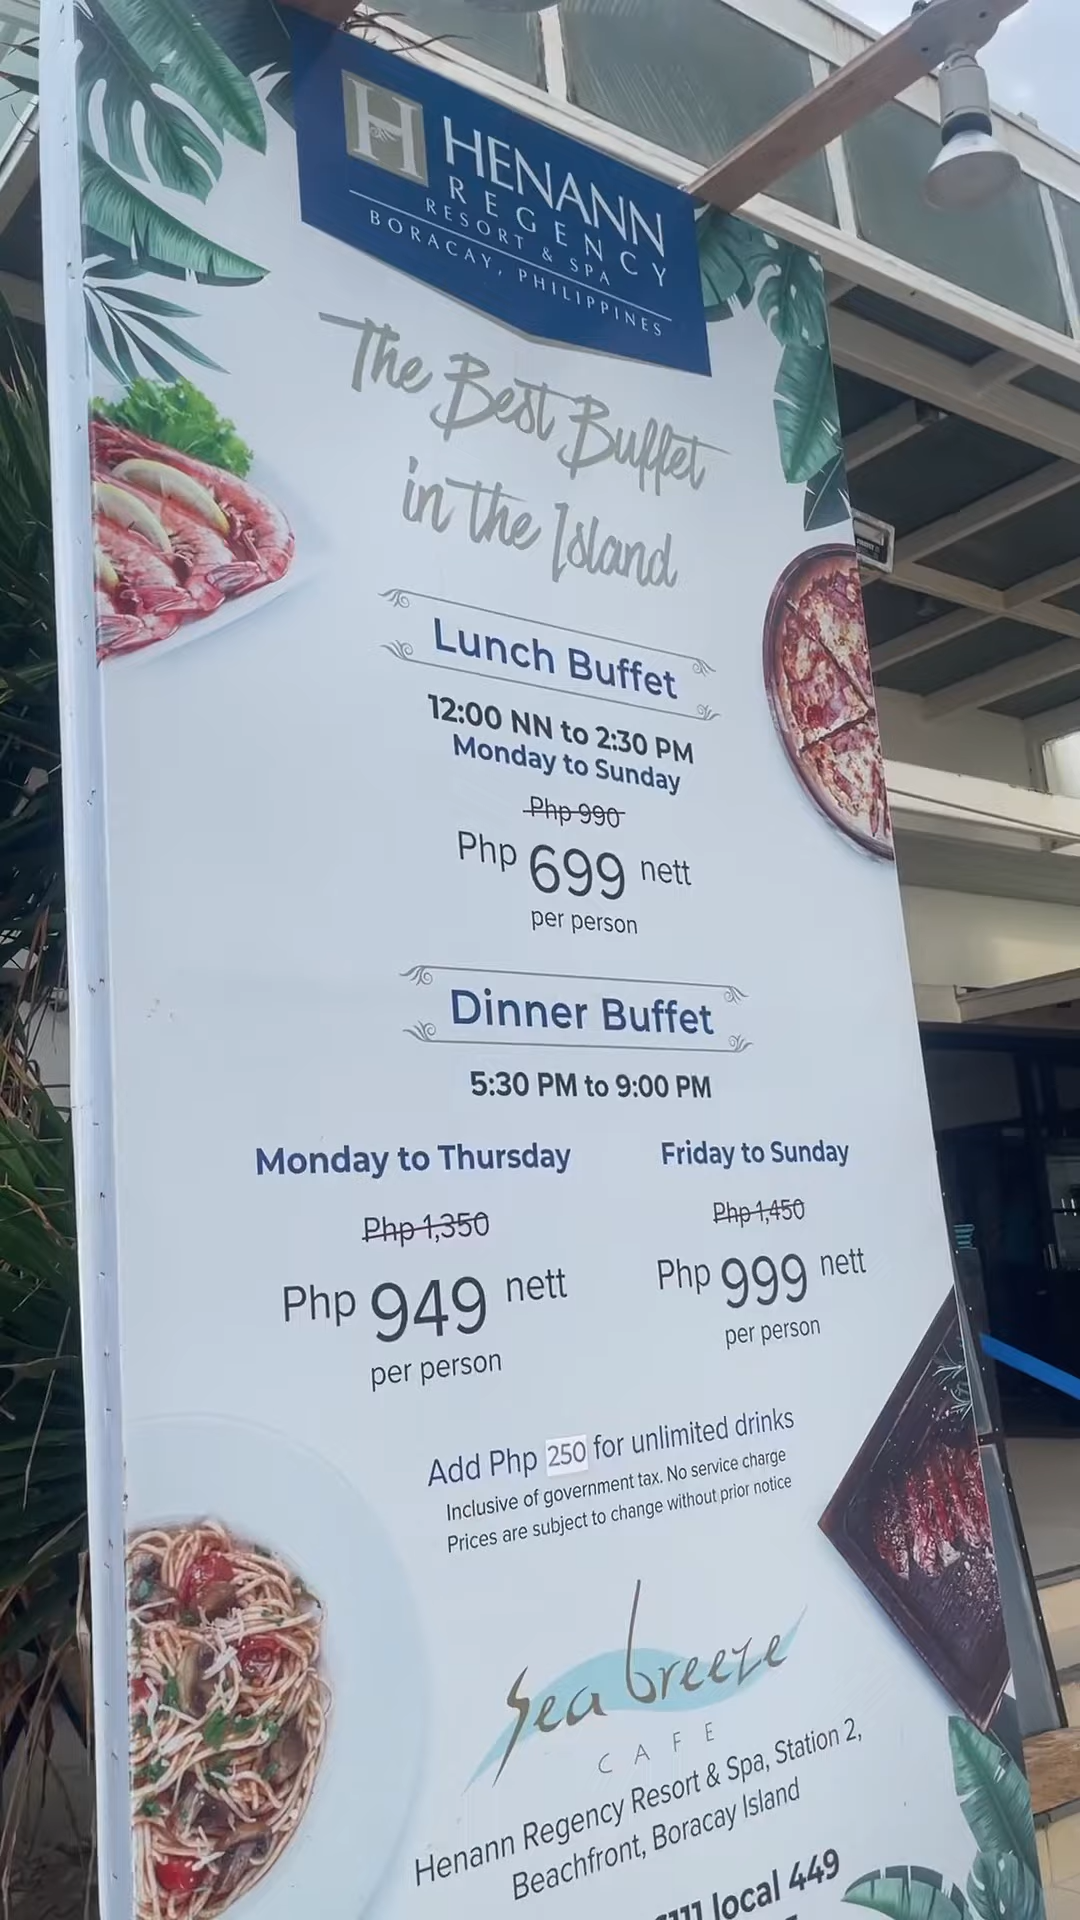 H HENANN
REGENCY
RESORT & SPA
BORACAY, PHILIPPINES
The Best Buffet
in the Island
Lunch Buffet
12:00 NN to 2:30 PM
Monday to Sunday
Php 990
Php 699 nett
per person
Dinner Buffet
5:30 PM to 9:00 PM
Monday to Thursday
Php 1,350
Php 949 nett
per person
Friday to Sunday
Php 1,450
Php 999 nett
per person
Add Php 250 for unlimited drinks
Inclusive of government tax. No service charge
Prices are subject to change without prior notice
Sea breeze
CAFE
Henann Regency Resort & Spa, Station 2,
Beachfront, Boracay Island
local 449